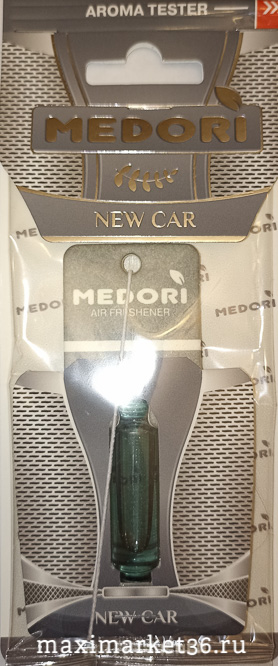 AROMA TESTER
MEDORI
NEW CAR
MEDORI
MEDORI
MEDORI
AIR FRESHENER
NEW CAR
maximarket36.ru